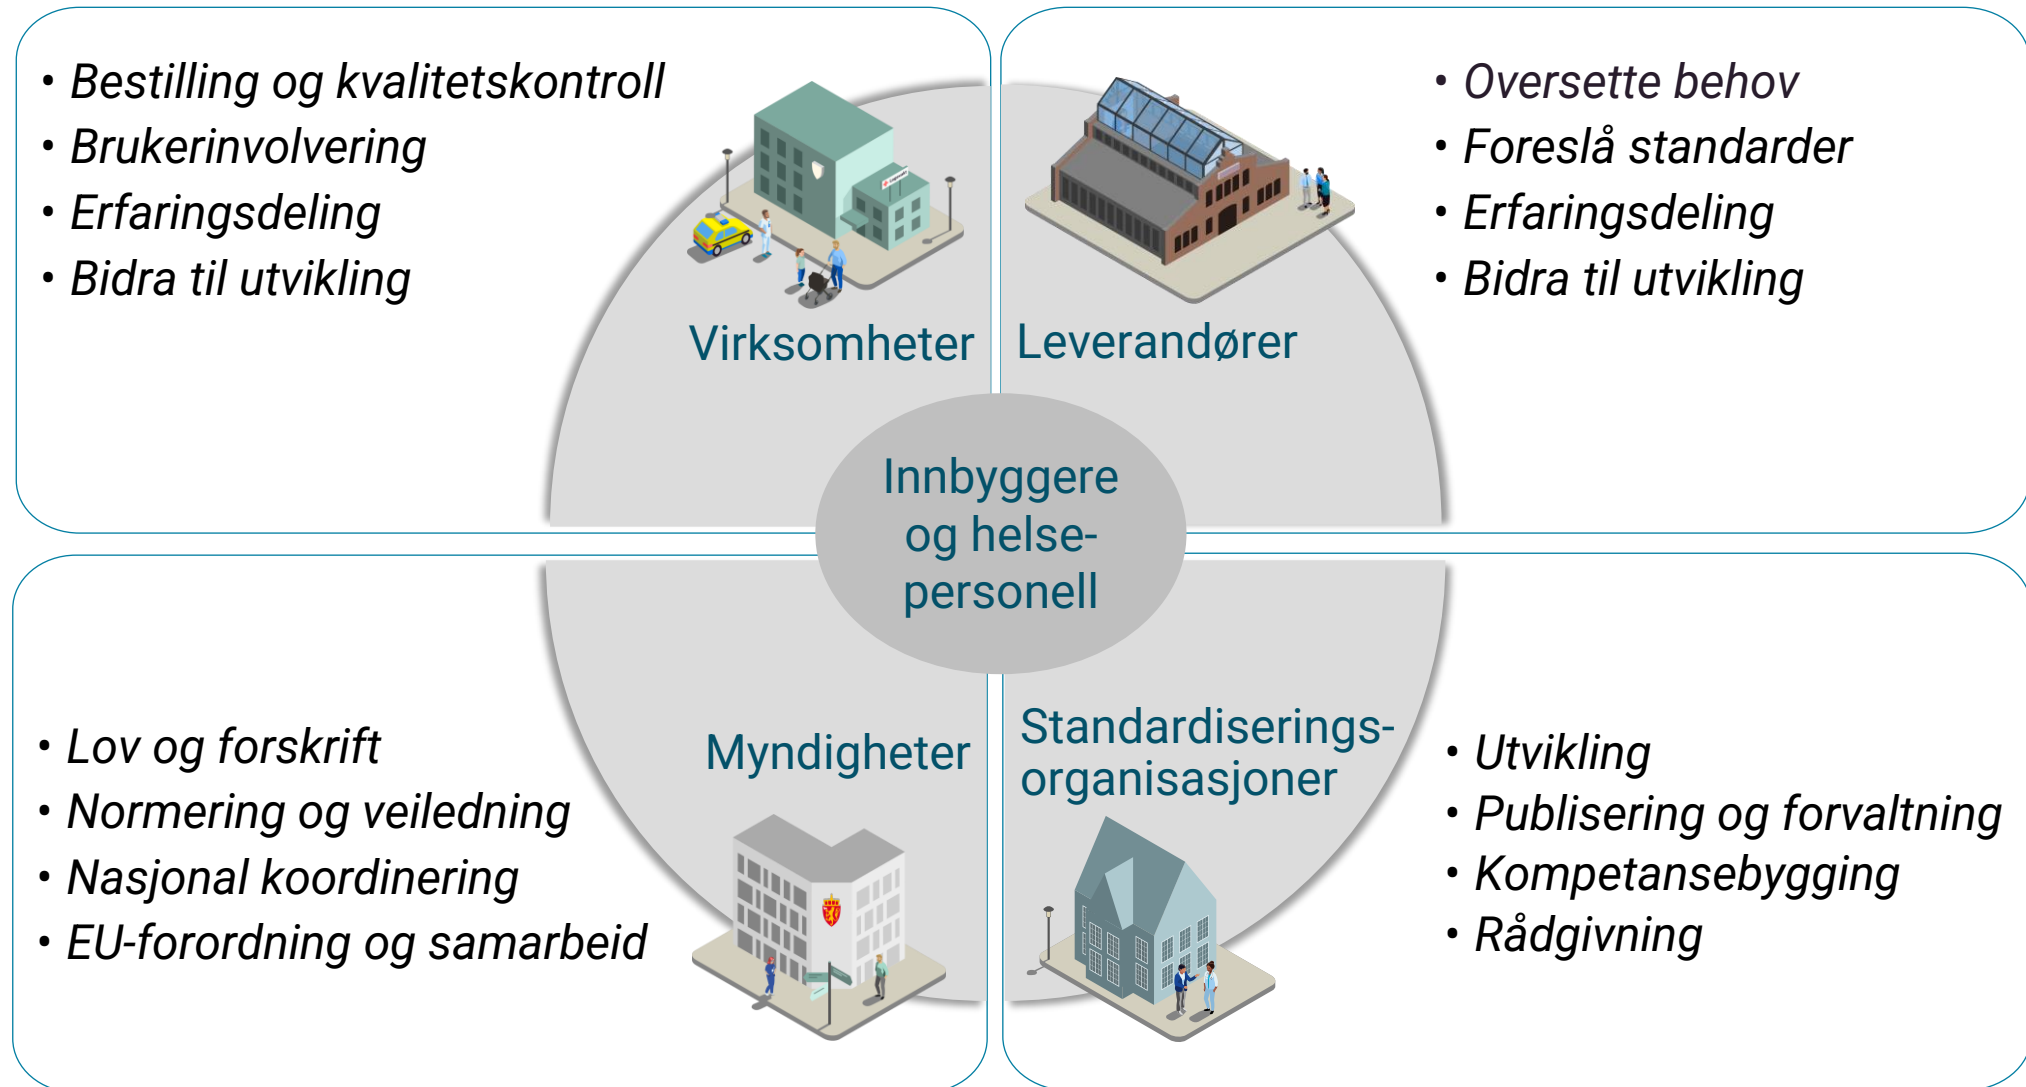 • Bestilling og kvalitetskontroll
• Brukerinvolvering
• Erfaringsdeling
• Bidra til utvikling
Virksomheter
• Oversette behov
• Foreslå standarder
• Erfaringsdeling
• Bidra til utvikling
Leverandører
Innbyggere
og helse-
personell
• Lov og forskrift
• Normering og veiledning
• Nasjonal koordinering
• EU-forordning og samarbeid
Myndigheter
Standardiserings-
organisasjoner
• Utvikling
• Publisering og forvaltning
• Kompetansebygging
• Rådgivning